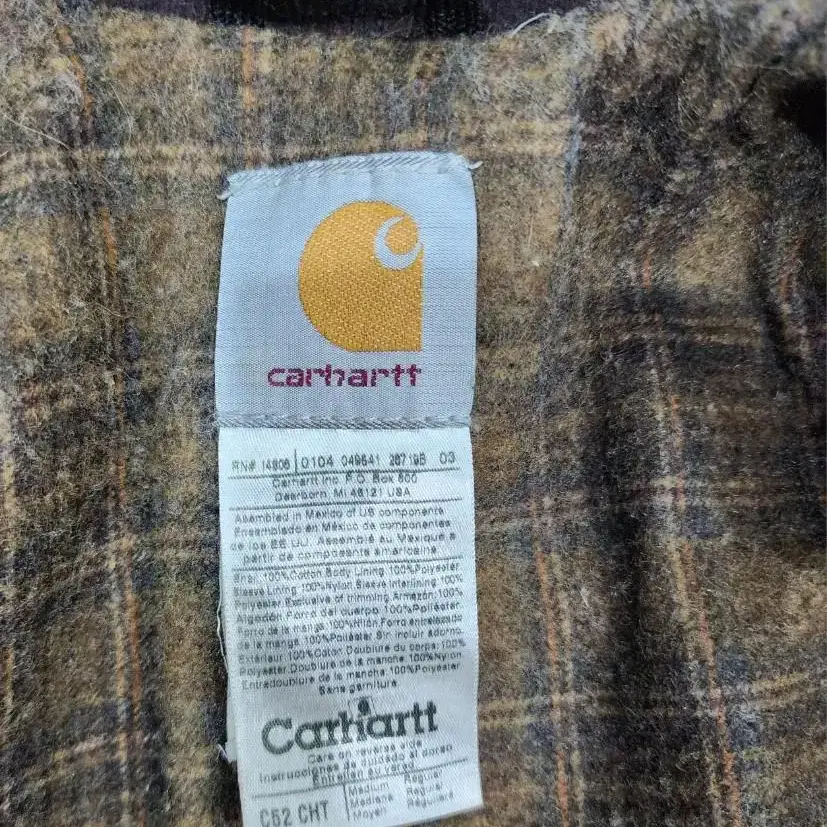 carhartt
RN# 14806 0104 049641 26719B 03
Carhartt Inc. P.O. Box 600
Dearborn, MI 48121 USA
Assembled in Mexico of US components
Ensamblado en México de componentes
de los EE.UU. Assemblé au Mexique à
partir de composants américains
Shell:100%Cotton Body Lining:100%Polyester
Sleeve Lining:100%Nylon Sleeve Interlining:100%
Polyester Exclusive of trimming Armazón:100%
Algodón Forro del cuerpo:100%Poliéster
Forro de la manga:100%Nilón Forro entrelazado
de la manga:100%Poliéster Sin incluir adorno
Extérieur:100%Coton Doublure du corps:100%
Polyester Doublure de la manche:100%Nylon
Entredoublure de la manche:100%Polyester
Sans garniture
Carhartt
Care on reverse side
Instrucciones de cuidado al dorso
Entretien au verso
C52 CHT
Medium Regular
Mediano Regular
Moyen Régulière